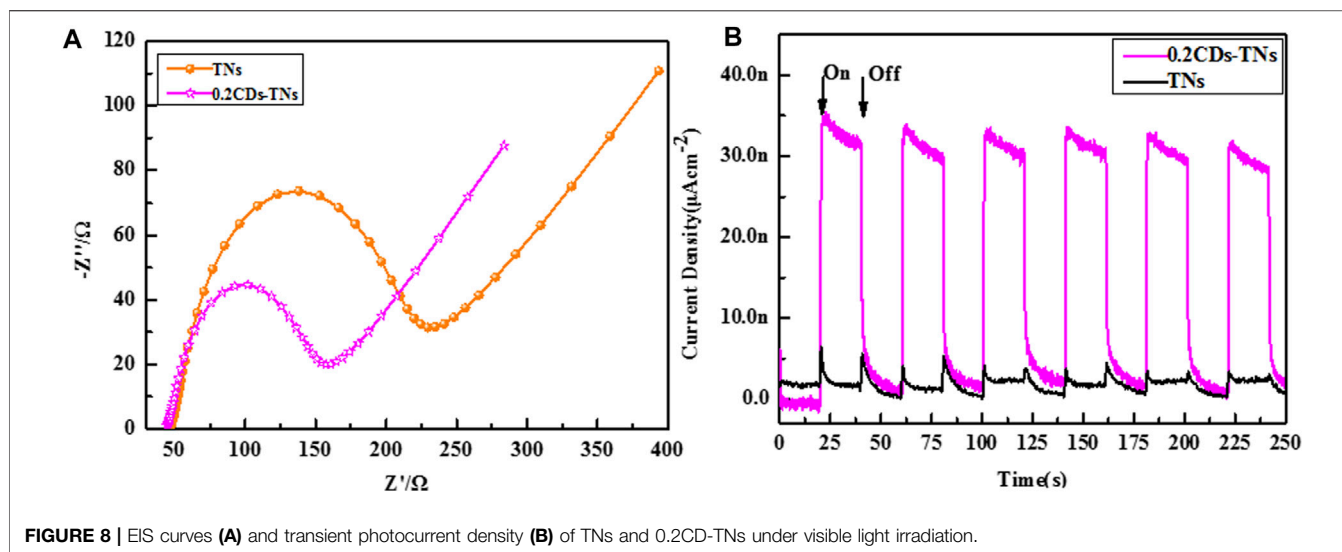 A
120
100
80
60
40
20
0
-Z''/Ω
TNs
0.2CDs-TNs
50 100 150 200 250 300 350 400
Z'/Ω
B
40.0n
30.0n
20.0n
10.0n
0.0
Current Density(μAcm-2)
On Off
0.2CDs-TNs
TNs
0 25 50 75 100 125 150 175 200 225 250
Time(s)
FIGURE 8 | EIS curves (A) and transient photocurrent density (B) of TNs and 0.2CD-TNs under visible light irradiation.